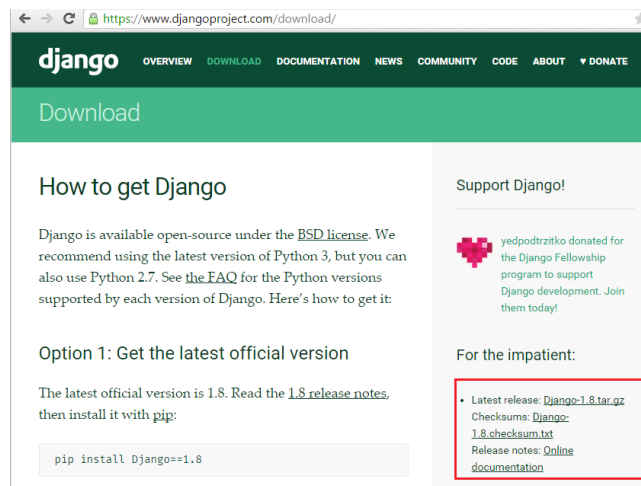 https://www.djangoproject.com/download/
django
OVERVIEW DOWNLOAD DOCUMENTATION NEWS COMMUNITY CODE ABOUT ♥ DONATE
Download
How to get Django
Django is available open-source under the BSD license. We
recommend using the latest version of Python 3, but you can
also use Python 2.7. See the FAQ for the Python versions
supported by each version of Django. Here's how to get it:
Option 1: Get the latest official version
The latest official version is 1.8. Read the 1.8 release notes,
then install it with pip:
pip install Django==1.8
Support Django!
yedpodtrzitko donated for
the Django Fellowship
program to support
Django development. Join
them today!
For the impatient:
• Latest release: Django-1.8.tar.gz
Checksums: Django-
1.8.checksum.txt
Release notes: Online
documentation